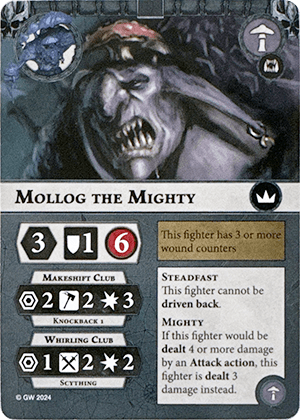 MOLLOG THE MIGHTY
3 1 6
This fighter has 3 or more
wound counters
MAKESHIFT CLUB
2 2 3
KNOCKBACK 1
WHIRLING CLUB
1 2 2
SCYTHING
STEADFAST
This fighter cannot be
driven back.
MIGHTY
If this fighter would be
dealt 4 or more damage
by an Attack action, this
fighter is dealt 3
damage instead.
© GW 2024